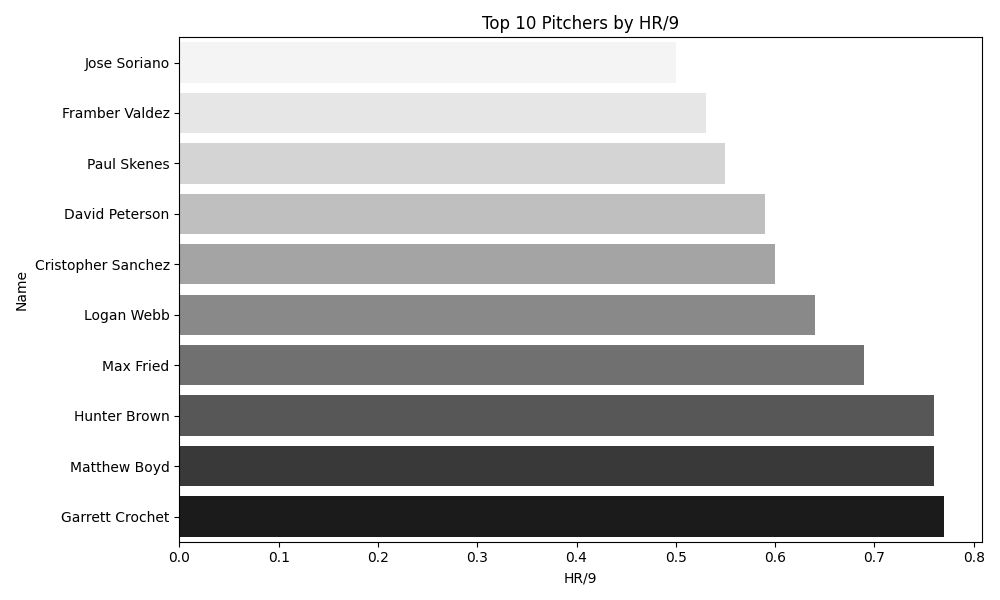 Top 10 Pitchers by HR/9
Jose Soriano
Framber Valdez
Paul Skenes
David Peterson
Cristopher Sanchez
Logan Webb
Max Fried
Hunter Brown
Matthew Boyd
Garrett Crochet
Name
0.0 0.1 0.2 0.3 0.4 0.5 0.6 0.7 0.8
HR/9